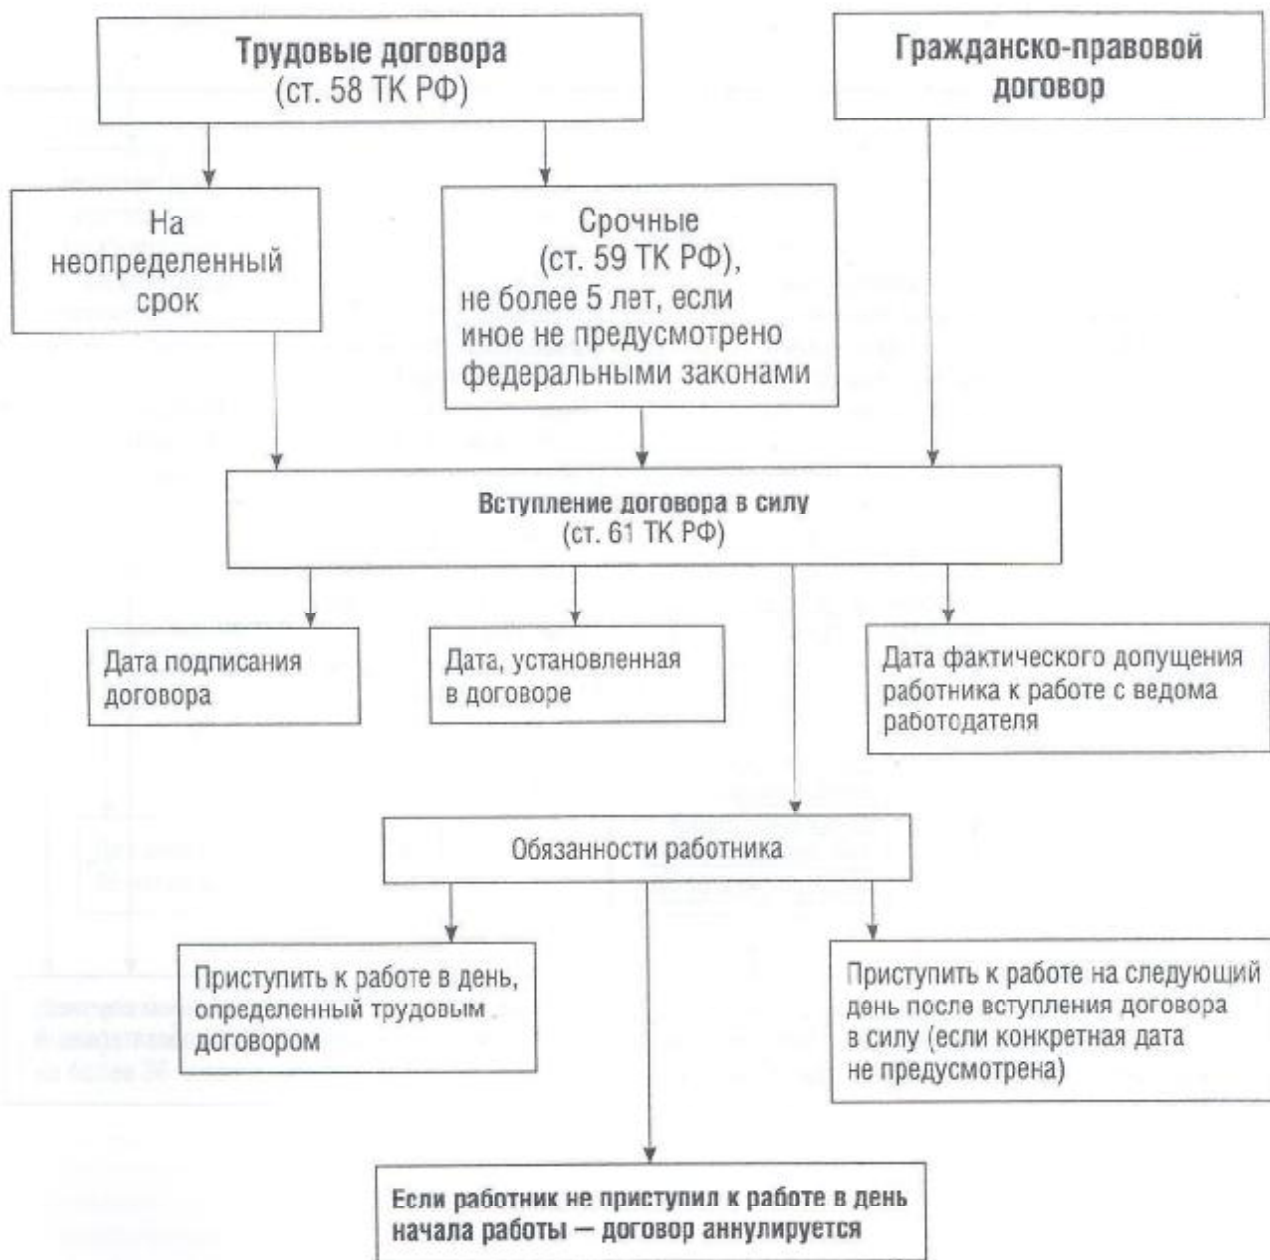 Трудовые договора
(ст. 58 ТК РФ)
Гражданско-правовой
договор
На
неопределенный
срок
Срочные
(ст. 59 ТК РФ),
не более 5 лет, если
иное не предусмотрено
федеральными законами
Вступление договора в силу
(ст. 61 ТК РФ)
Дата подписания
договора
Дата, установленная
в договоре
Дата фактического допущения
работника к работе с ведома
работодателя
Обязанности работника
Приступить к работе в день,
определенный трудовым
договором
Приступить к работе на следующий
день после вступления договора
в силу (если конкретная дата
не предусмотрена)
Если работник не приступил к работе в день
начала работы — договор аннулируется